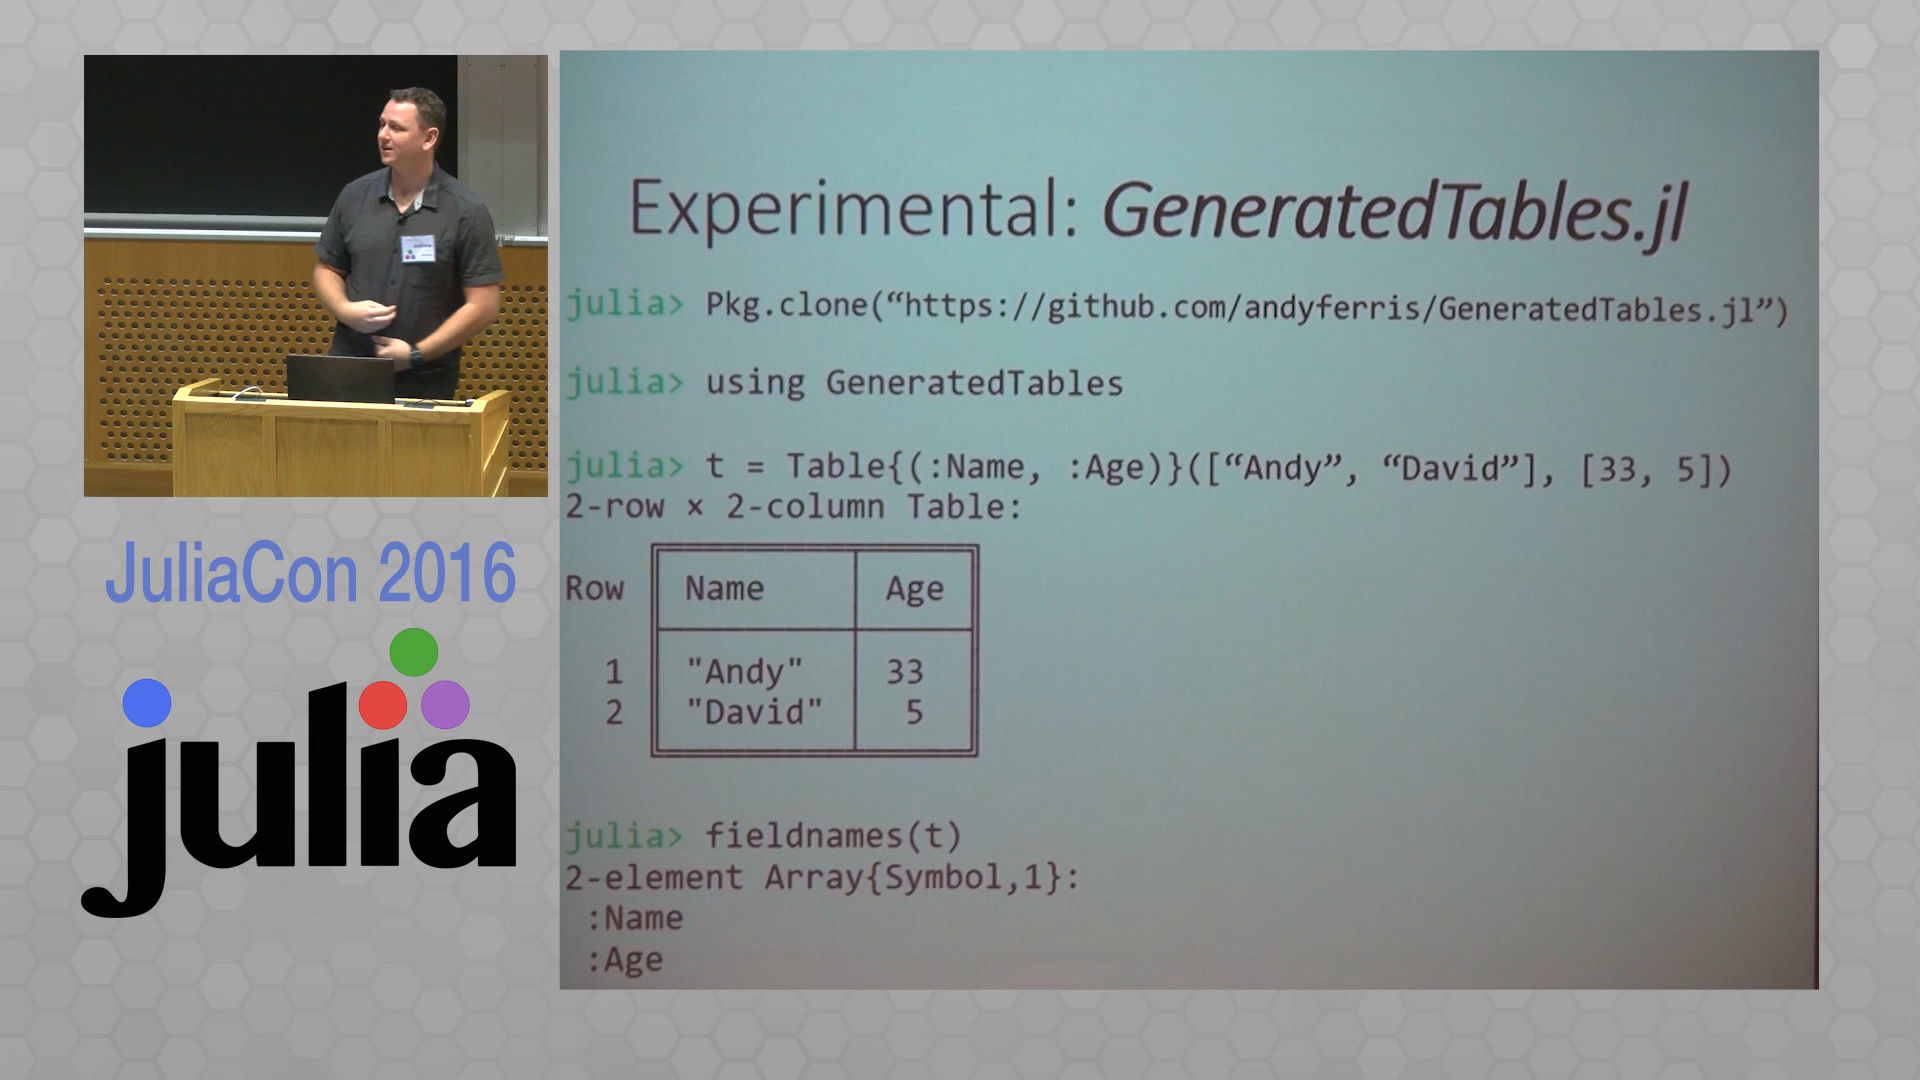 Experimental: GeneratedTables.jl
julia> Pkg.clone(“https://github.com/andyferris/GeneratedTables.jl”)
julia> using GeneratedTables
julia> t = Table{(:Name, :Age)}([“Andy”, “David”], [33, 5])
2-row × 2-column Table:
Row Name Age
1 "Andy" 33
2 "David" 5
julia> fieldnames(t)
2-element Array{Symbol,1}:
:Name
:Age
JuliaCon 2016
julia